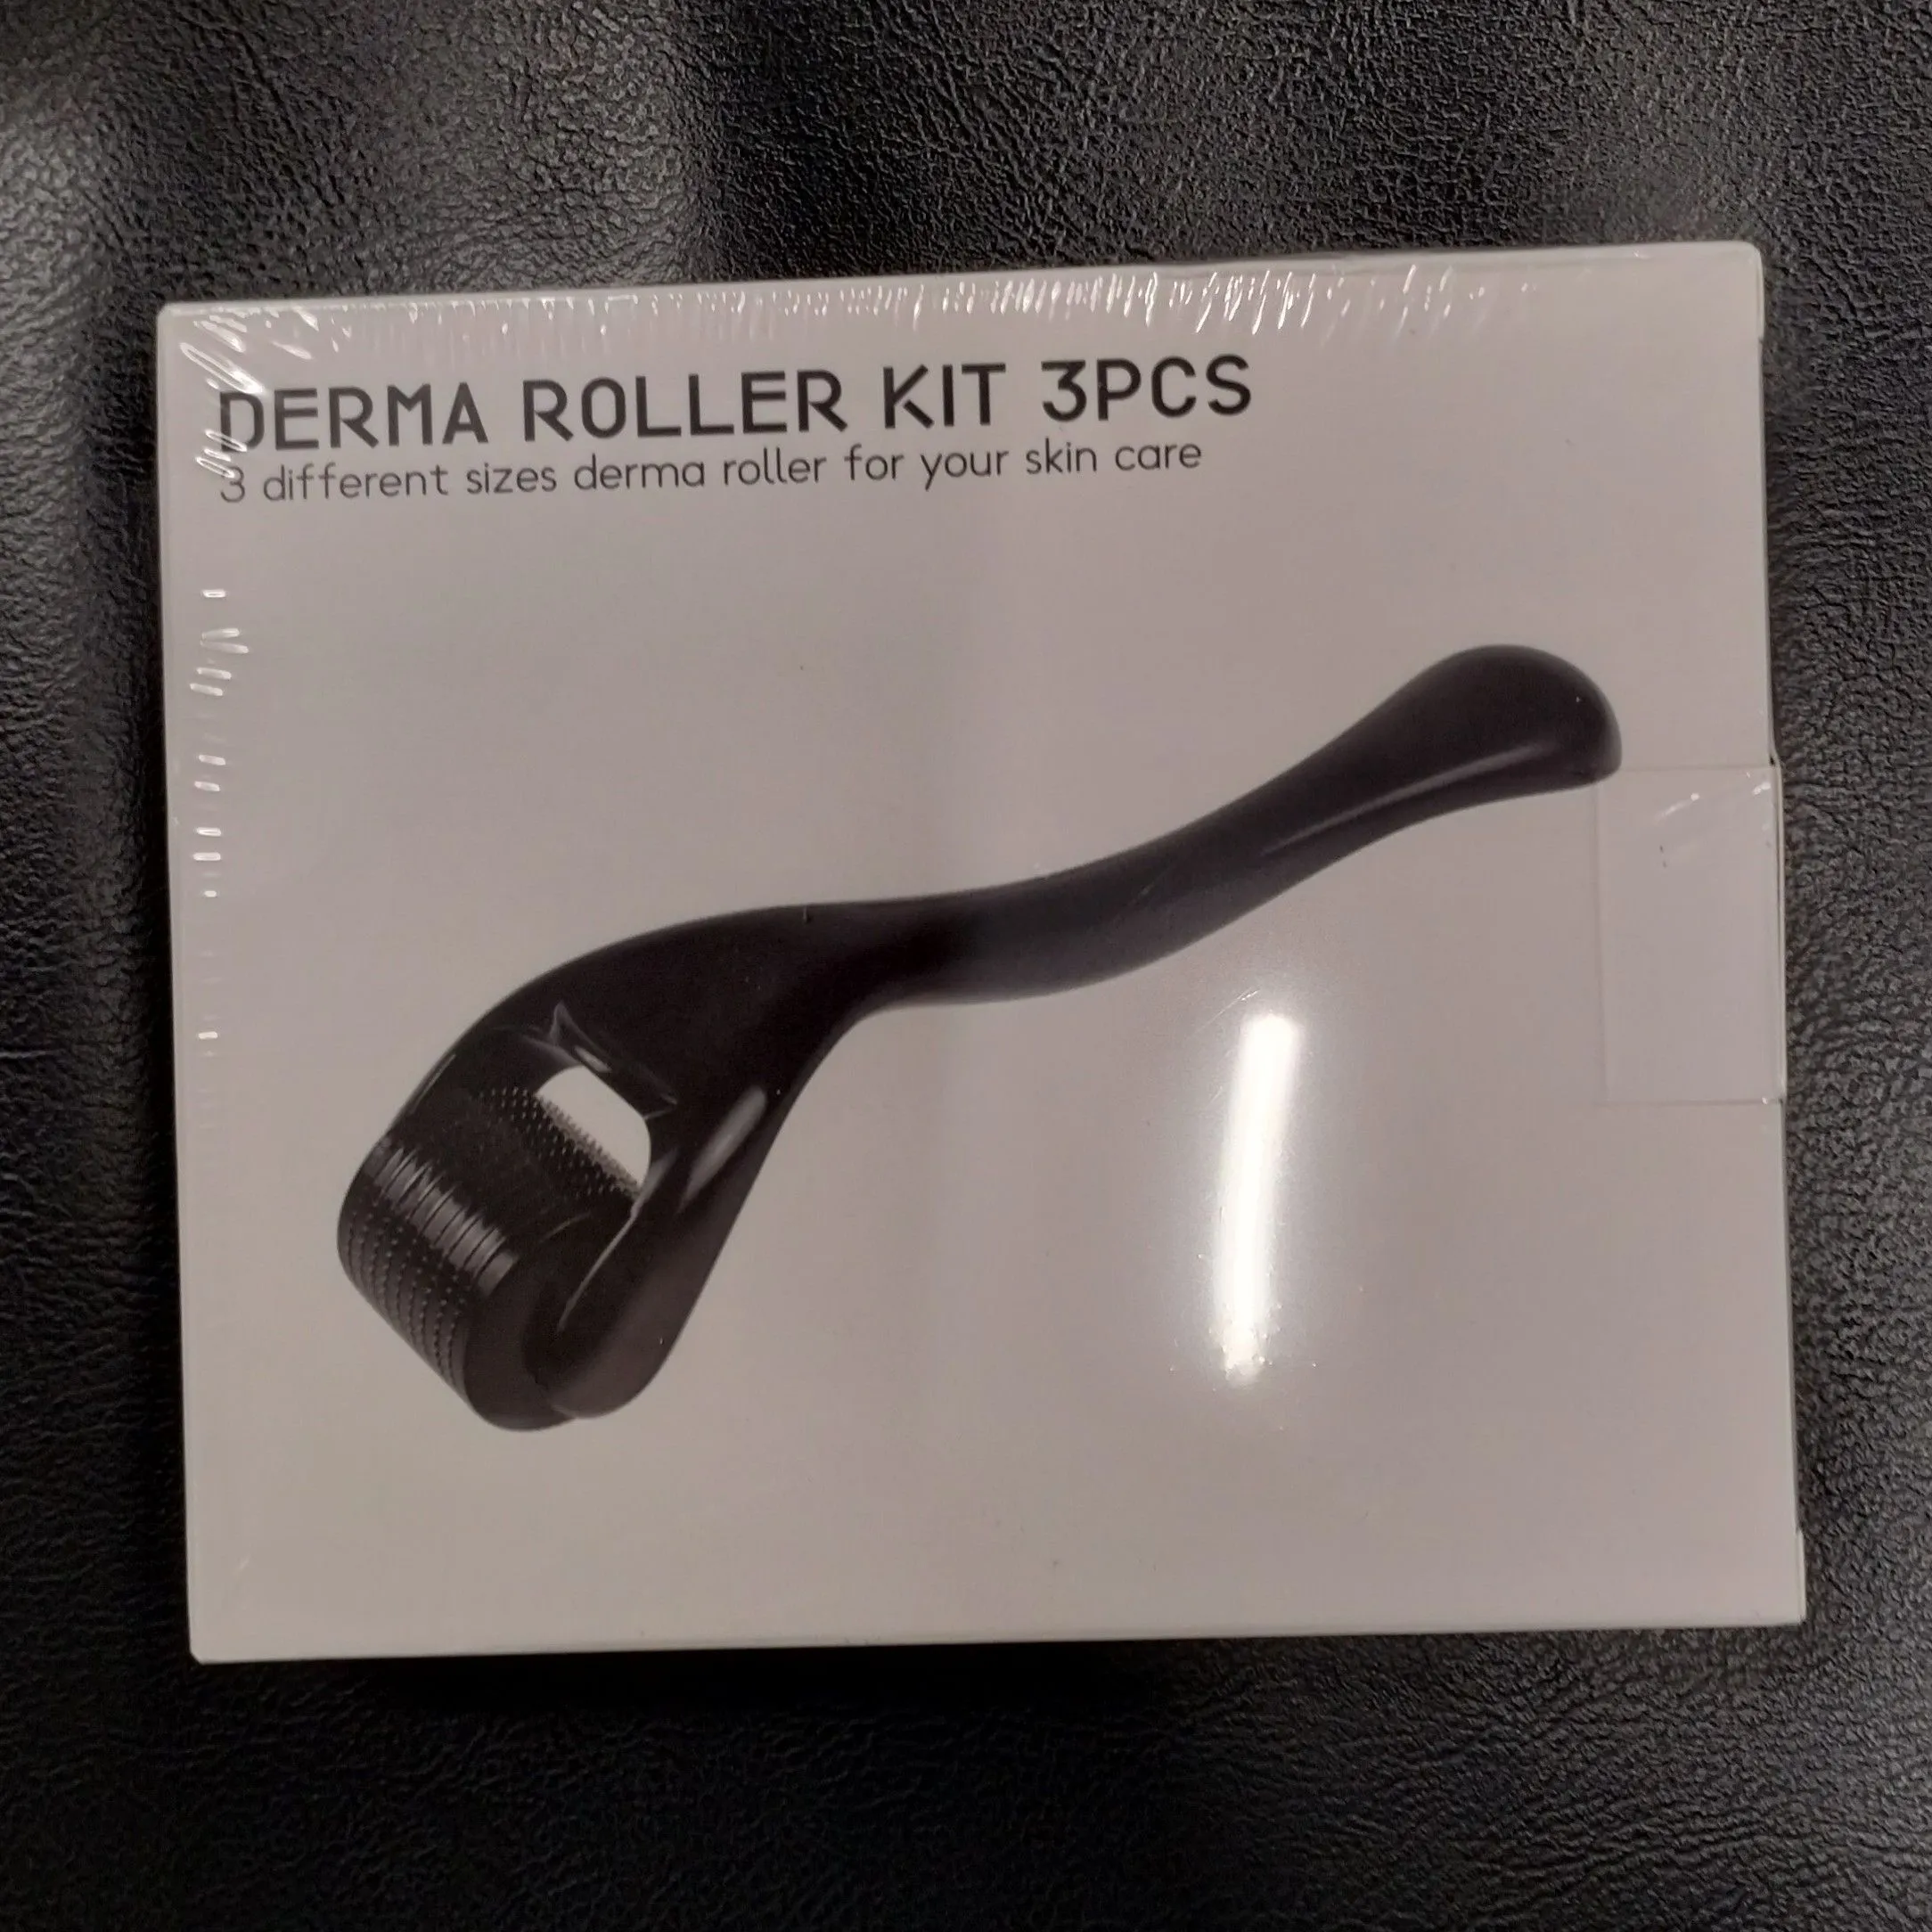 DERMA ROLLER KIT 3PCS
3 different sizes derma roller for your skin care